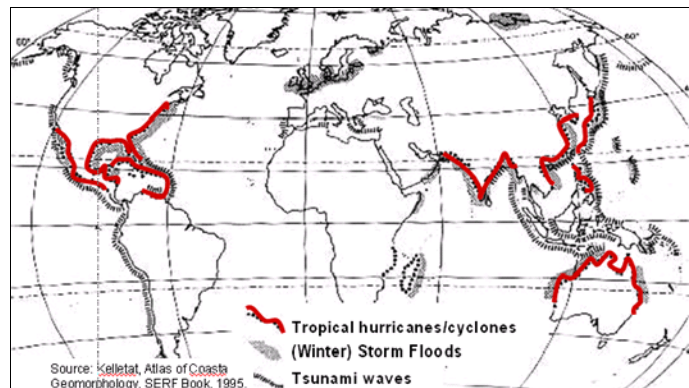 60°
60°
Tropical hurricanes/cyclones
(Winter) Storm Floods
Tsunami waves
Source: Kelletat, Atlas of Coasta
Geomorphology, SERF Book, 1995.